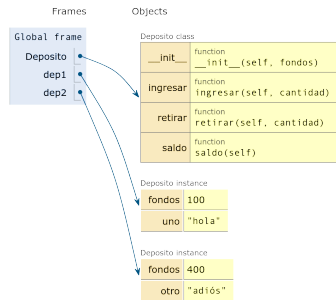 Frames Objects
Global frame
Deposito
dep1
dep2
Deposito class
__init__ function
__init__(self, fondos)
ingresar function
ingresar(self, cantidad)
retirar function
retirar(self, cantidad)
saldo function
saldo(self)
Deposito instance
fondos 100
uno "hola"
Deposito instance
fondos 400
otro "adiós"